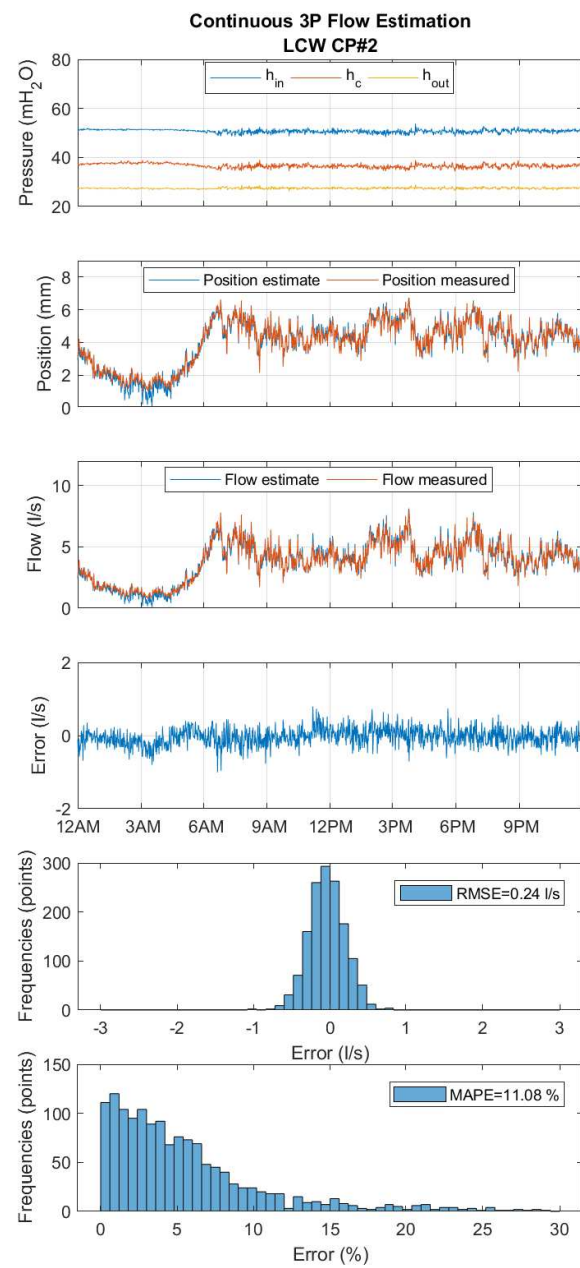 Continuous 3P Flow Estimation
LCW CP#2
h_in h_c h_out
Pressure (mH_2O)
80
60
40
20
Position estimate Position measured
Position (mm)
8
6
4
2
0
Flow estimate Flow measured
Flow (l/s)
10
5
0
Error (l/s)
2
0
-2
12AM 3AM 6AM 9AM 12PM 3PM 6PM 9PM
Frequencies (points)
300
200
100
0
RMSE=0.24 l/s
-3 -2 -1 0 1 2 3
Error (l/s)
Frequencies (points)
150
100
50
0
MAPE=11.08 %
0 5 10 15 20 25 30
Error (%)